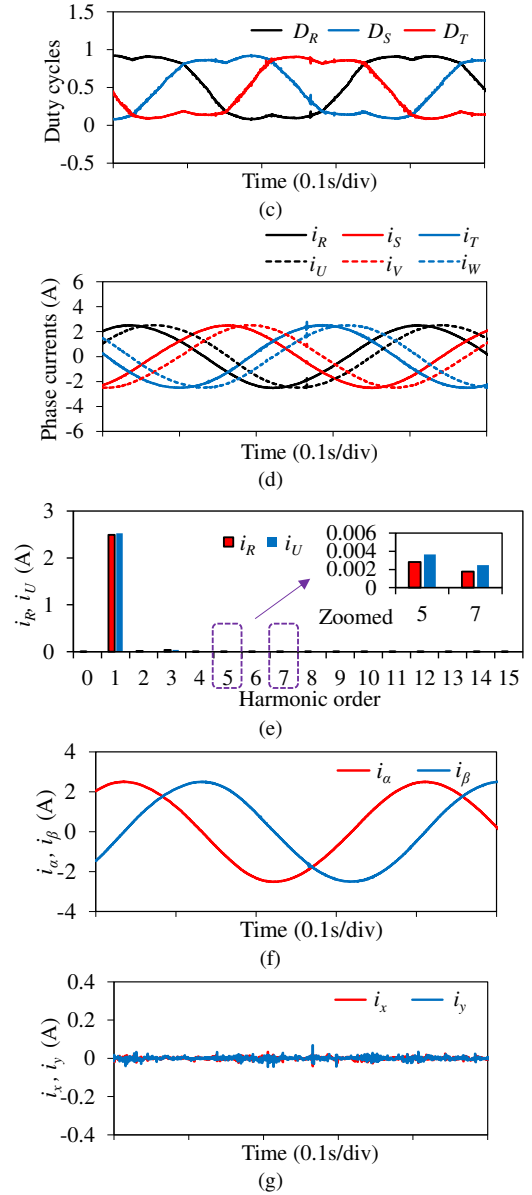 D_R D_S D_T
Duty cycles
1.5
1
0.5
0
-0.5
Time (0.1s/div)
(c)
i_R i_S i_T
i_U i_V i_W
Phase currents (A)
6
4
2
0
-2
-4
-6
Time (0.1s/div)
(d)
i_R, i_U (A)
3
2
1
0
i_R i_U
0.006
0.004
0.002
0
Zoomed 5 7
0 1 2 3 4 5 6 7 8 9 10 11 12 13 14 15
Harmonic order
(e)
i_α, i_β (A)
4
2
0
-2
-4
i_α i_β
Time (0.1s/div)
(f)
i_x, i_y (A)
0.4
0.2
0
-0.2
-0.4
i_x i_y
Time (0.1s/div)
(g)